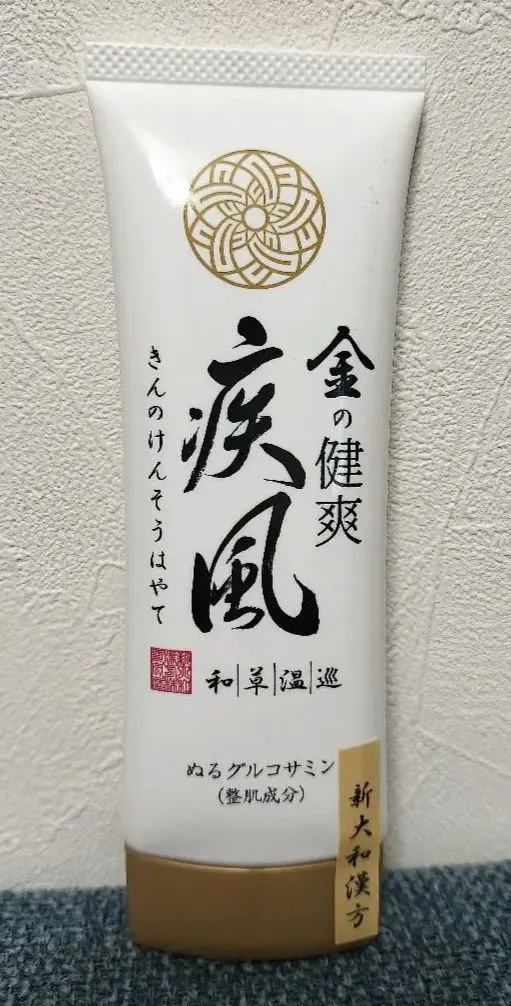 金の健爽
疾風
きんのけんそうはやて
和|草|温|巡
ぬるグルコサミン
(整肌成分)
新大和漢方